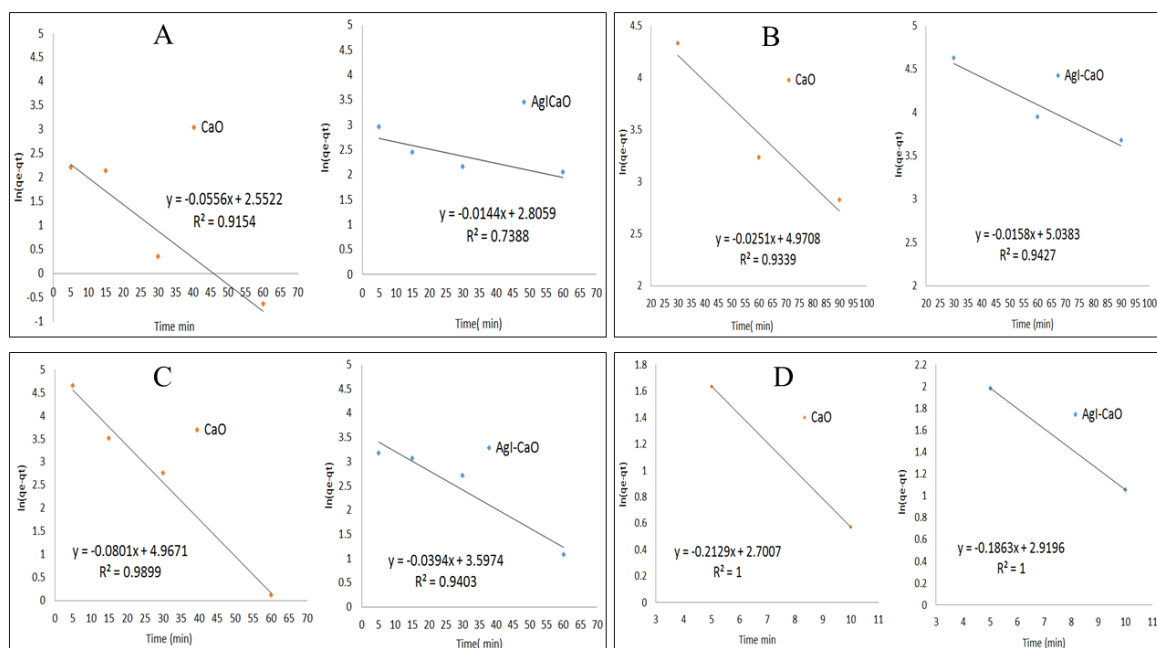 A
5
4.5
4
3.5
3
2.5
2
1.5
1
0.5
0
-0.5
-1
ln(qe-qt)
CaO
y = -0.0556x + 2.5522
R² = 0.9154
0 5 10 15 20 25 30 35 40 45 50 55 60 65 70
Time min
5
4.5
4
3.5
3
2.5
2
1.5
1
0.5
0
ln(qe-qt)
AgICaO
y = -0.0144x + 2.8059
R² = 0.7388
0 5 10 15 20 25 30 35 40 45 50 55 60 65 70
Time( min)
B
4.5
4
3.5
3
2.5
2
ln(qe-qt)
CaO
y = -0.0251x + 4.9708
R² = 0.9339
20 25 30 35 40 45 50 55 60 65 70 75 80 85 90 95 100
Time( min)
5
4.5
4
3.5
3
2.5
2
ln(qe-qt)
AgI-CaO
y = -0.0158x + 5.0383
R² = 0.9427
20 25 30 35 40 45 50 55 60 65 70 75 80 85 90 95 100
Time (min)
C
5
4.5
4
3.5
3
2.5
2
1.5
1
0.5
0
ln(qe-qt)
CaO
y = -0.0801x + 4.9671
R² = 0.9899
0 5 10 15 20 25 30 35 40 45 50 55 60 65 70
Time (min)
5
4.5
4
3.5
3
2.5
2
1.5
1
0.5
0
ln(qe-qt)
AgI-CaO
y = -0.0394x + 3.5974
R² = 0.9403
0 5 10 15 20 25 30 35 40 45 50 55 60 65 70
Time (min)
D
1.8
1.6
1.4
1.2
1
0.8
0.6
0.4
0.2
0
ln(qe-qt)
CaO
y = -0.2129x + 2.7007
R² = 1
3 4 5 6 7 8 9 10 11
Time min
2.2
2
1.8
1.6
1.4
1.2
1
0.8
0.6
0.4
0.2
0
ln(qe-qt)
AgI-CaO
y = -0.1863x + 2.9196
R² = 1
3 4 5 6 7 8 9 10 11
Time (min)